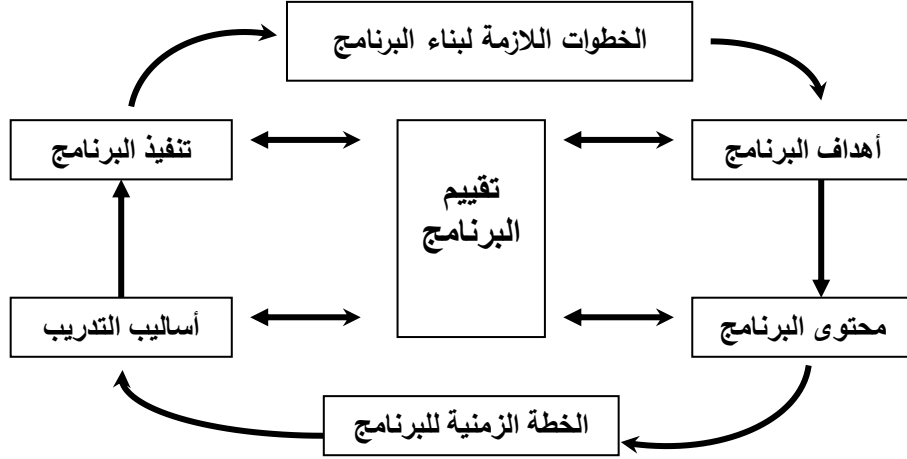 الخطوات اللازمة لبناء البرنامج
أهداف البرنامج
تقييم
البرنامج
تنفيذ البرنامج
محتوى البرنامج
أساليب التدريب
الخطة الزمنية للبرنامج